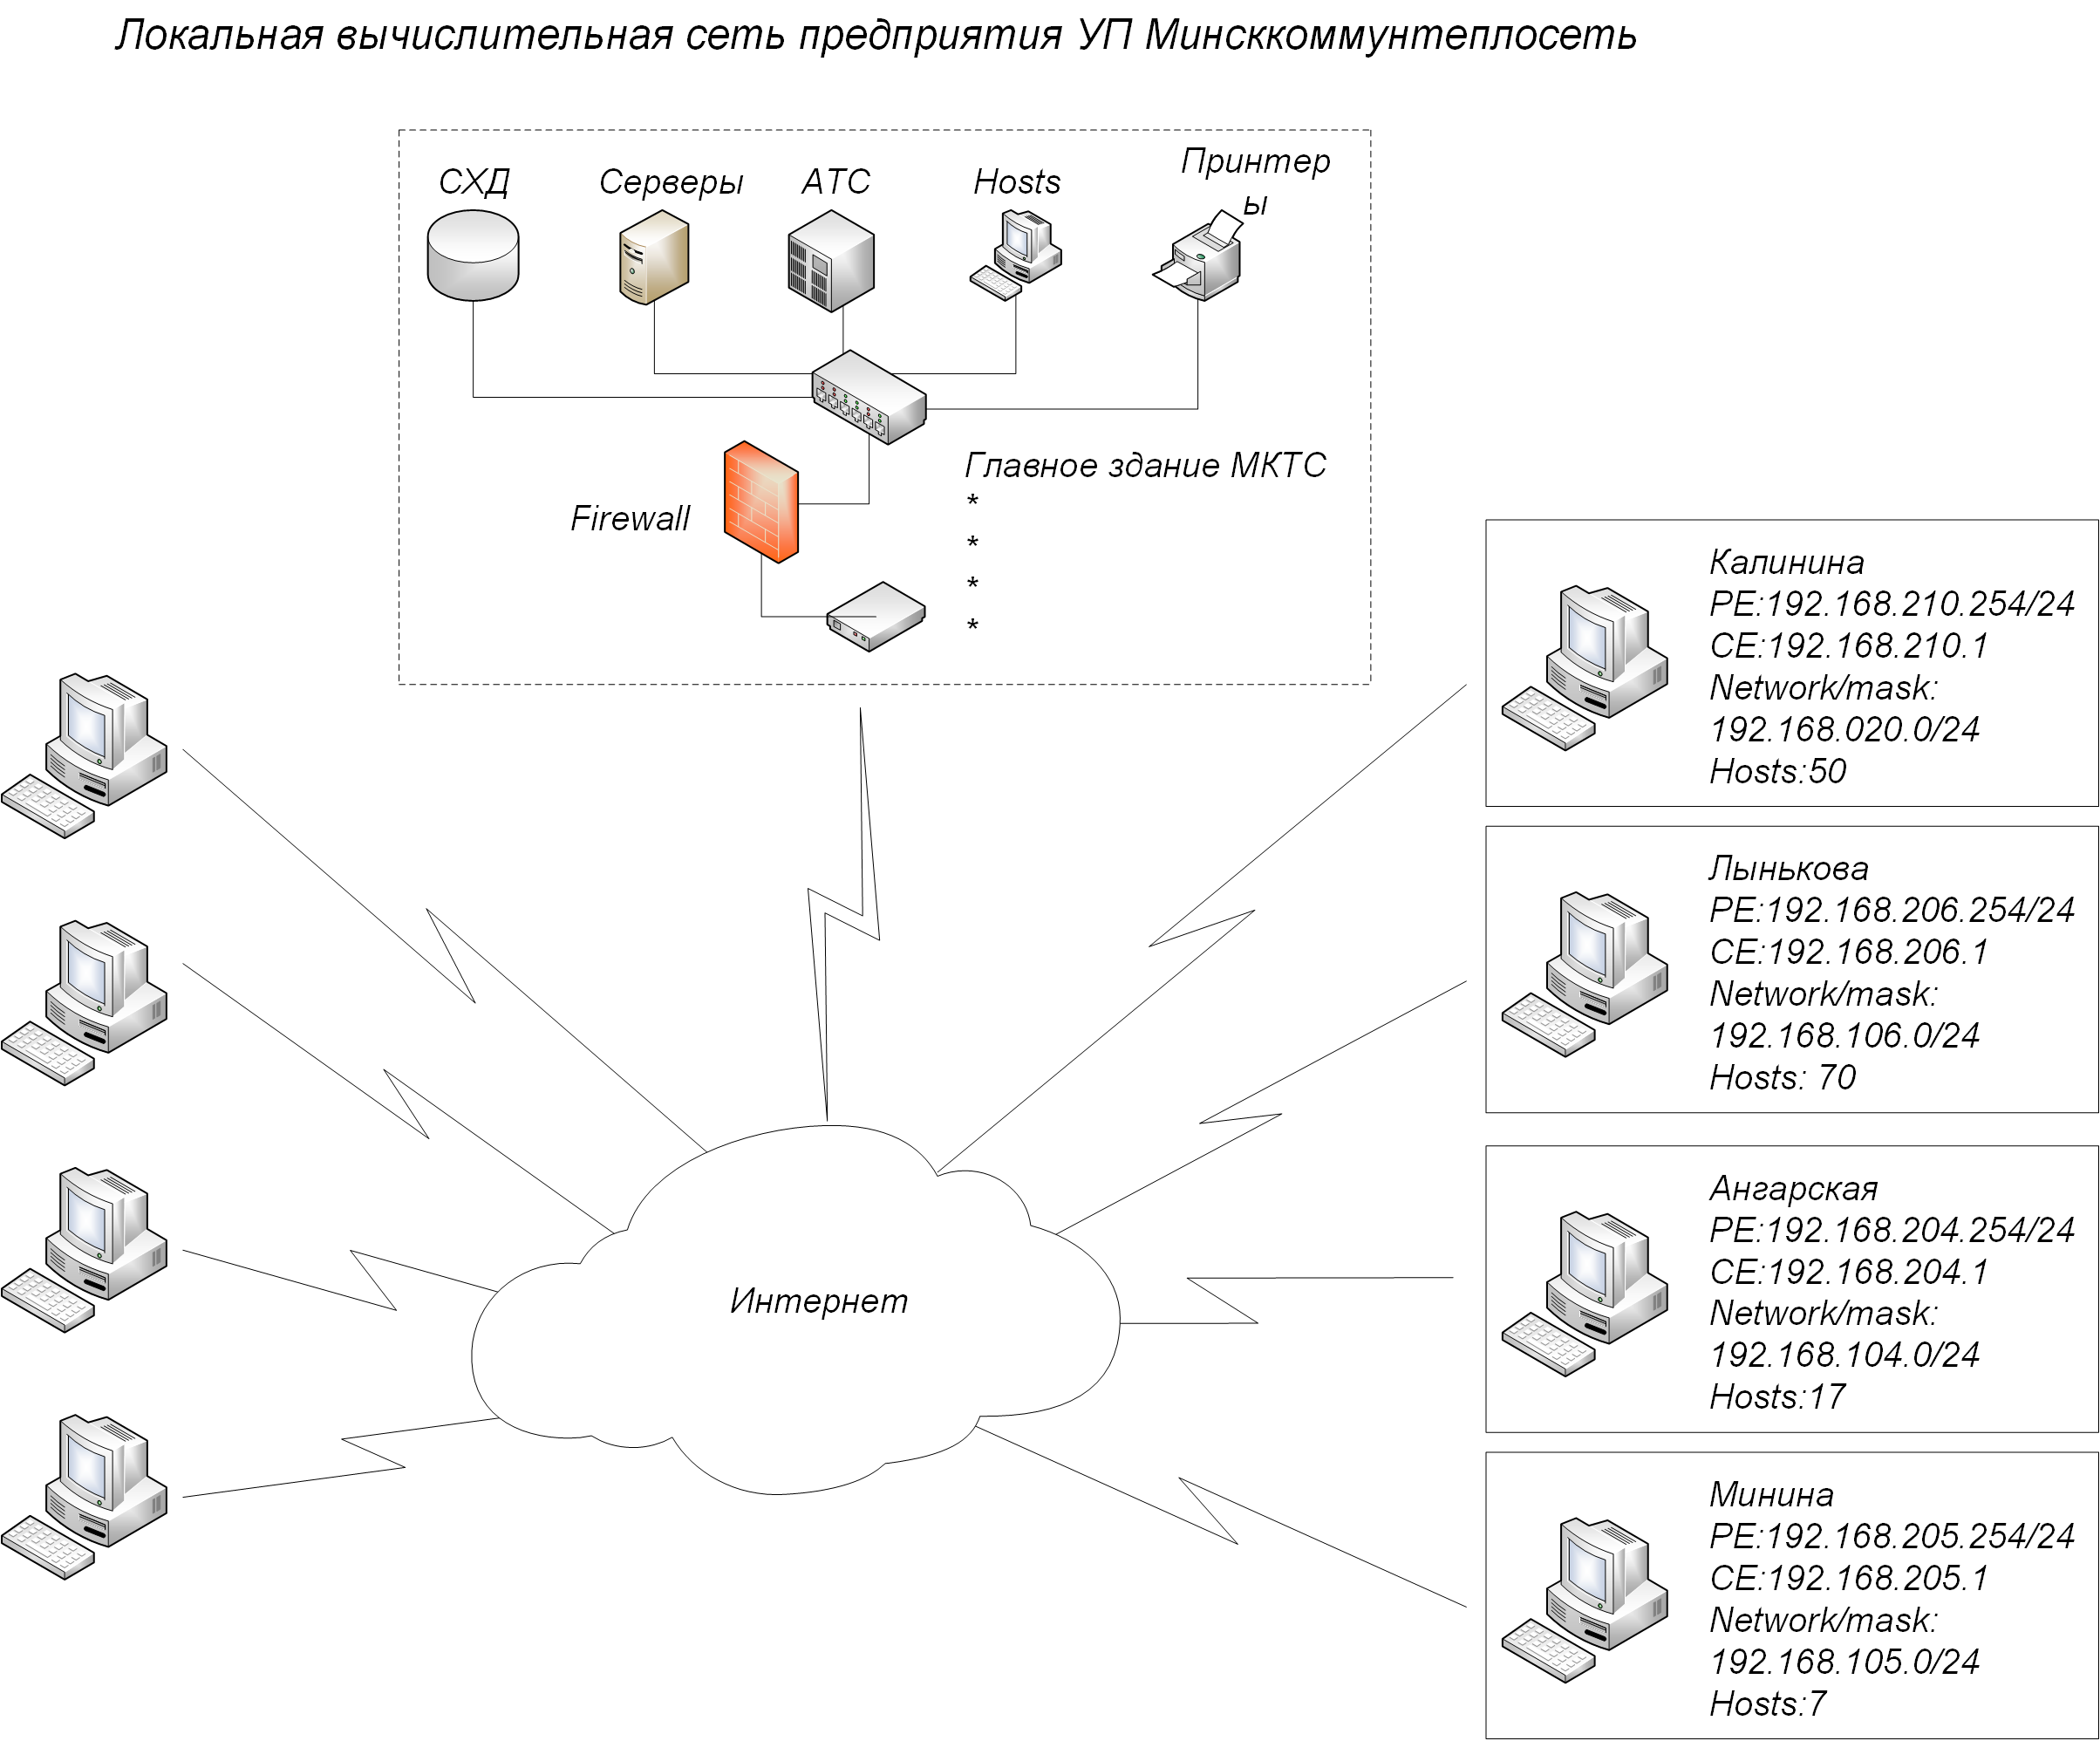 Локальная вычислительная сеть предприятия УП Минсккоммунтеплосеть
СХД
Серверы
АТС
Hosts
Принтер
ы
Firewall
Главное здание МКТС
*
*
*
*
Калинина
PE:192.168.210.254/24
CE:192.168.210.1
Network/mask:
192.168.020.0/24
Hosts:50
Лынькова
PE:192.168.206.254/24
CE:192.168.206.1
Network/mask:
192.168.106.0/24
Hosts: 70
Ангарская
PE:192.168.204.254/24
CE:192.168.204.1
Network/mask:
192.168.104.0/24
Hosts:17
Интернет
Минина
PE:192.168.205.254/24
CE:192.168.205.1
Network/mask:
192.168.105.0/24
Hosts:7